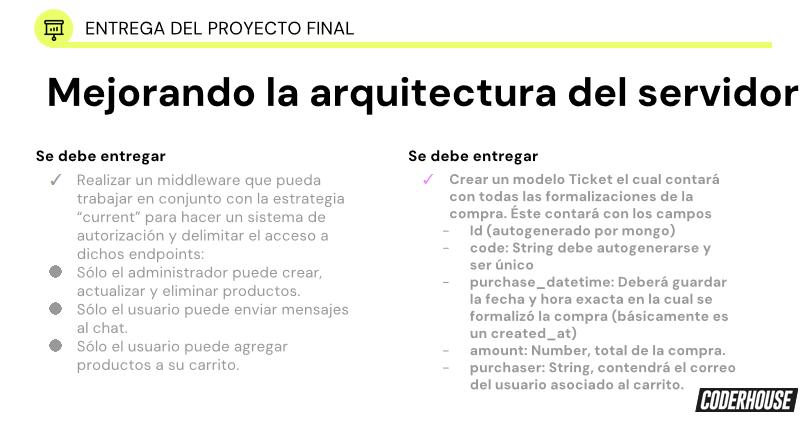 ENTREGA DEL PROYECTO FINAL
Mejorando la arquitectura del servidor
Se debe entregar
✓ Realizar un middleware que pueda
trabajar en conjunto con la estrategia
“current” para hacer un sistema de
autorización y delimitar el acceso a
dichos endpoints:
● Sólo el administrador puede crear,
actualizar y eliminar productos.
● Sólo el usuario puede enviar mensajes
al chat.
● Sólo el usuario puede agregar
productos a su carrito.
Se debe entregar
✓ Crear un modelo Ticket el cual contará
con todas las formalizaciones de la
compra. Éste contará con los campos
- Id (autogenerado por mongo)
- code: String debe autogenerarse y
ser único
- purchase_datetime: Deberá guardar
la fecha y hora exacta en la cual se
formalizó la compra (básicamente es
un created_at)
- amount: Number, total de la compra.
- purchaser: String, contendrá el correo
del usuario asociado al carrito.
CODERHOUSE